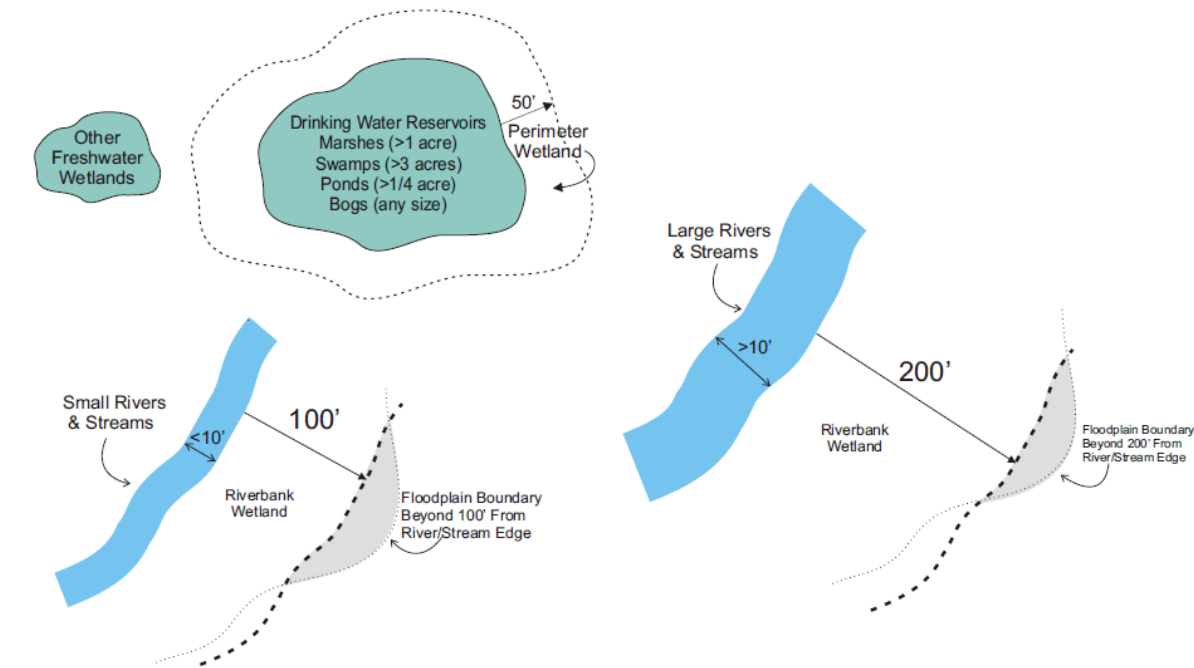 Other
Freshwater
Wetlands
Drinking Water Reservoirs
Marshes (>1 acre)
Swamps (>3 acres)
Ponds (>1/4 acre)
Bogs (any size)
50'
Perimeter
Wetland
Small Rivers
& Streams
<10'
100'
Riverbank
Wetland
Floodplain Boundary
Beyond 100' From
River/Stream Edge
Large Rivers
& Streams
>10'
200'
Riverbank
Wetland
Floodplain Boundary
Beyond 200' From
River/Stream Edge